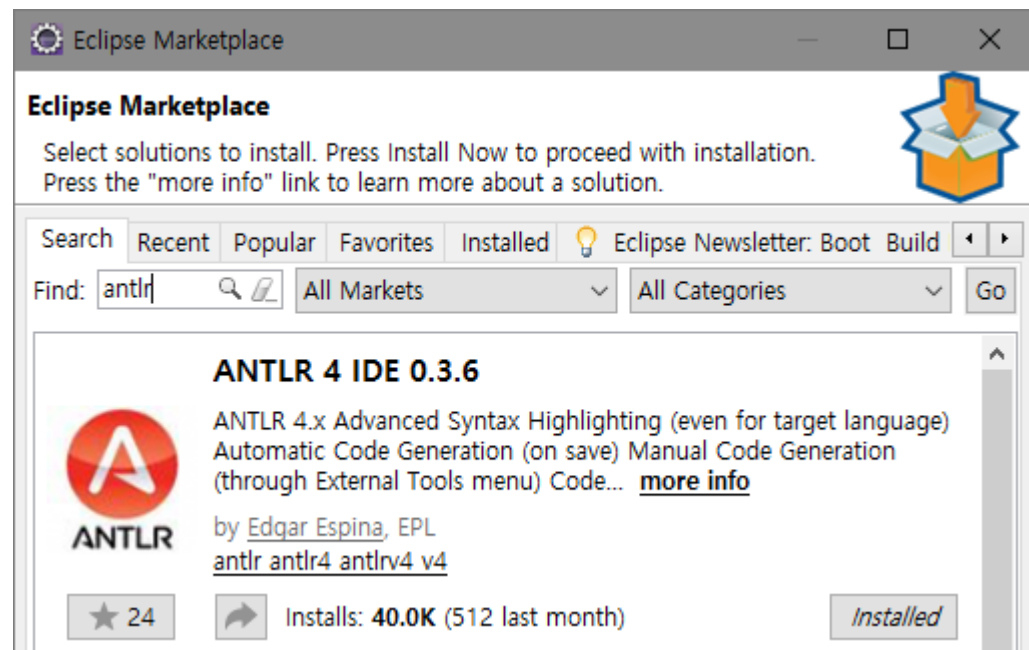 Eclipse Marketplace
Eclipse Marketplace
Select solutions to install. Press Install Now to proceed with installation.
Press the "more info" link to learn more about a solution.
Search Recent Popular Favorites Installed Eclipse Newsletter: Boot Build
Find: antlr All Markets All Categories Go
ANTLR 4 IDE 0.3.6
ANTLR 4.x Advanced Syntax Highlighting (even for target language)
Automatic Code Generation (on save) Manual Code Generation
(through External Tools menu) Code... more info
ANTLR
by Edgar Espina, EPL
antlr antlr4 antlrv4 v4
24 Installs: 40.0K (512 last month) Installed